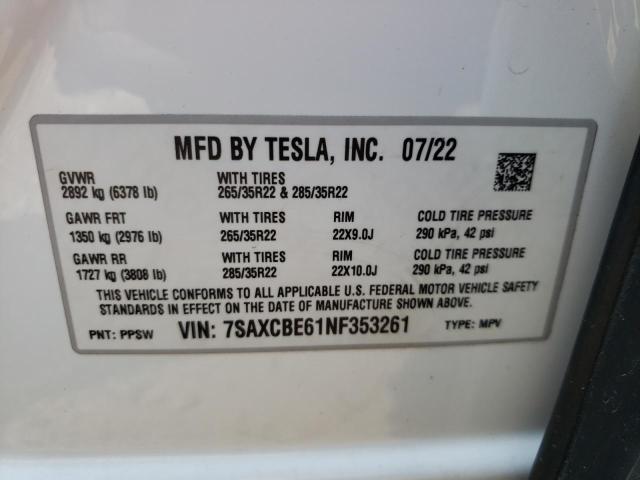 MFD BY TESLA, INC. 07/22
GVWR WITH TIRES
2892 kg (6378 lb) 265/35R22 & 285/35R22
GAWR FRT WITH TIRES RIM COLD TIRE PRESSURE
1350 kg (2976 lb) 265/35R22 22X9.0J 290 kPa, 42 psi
GAWR RR WITH TIRES RIM COLD TIRE PRESSURE
1727 kg (3808 lb) 285/35R22 22X10.0J 290 kPa, 42 psi
THIS VEHICLE CONFORMS TO ALL APPLICABLE U.S. FEDERAL MOTOR VEHICLE SAFETY
STANDARDS IN EFFECT ON THE DATE OF MANUFACTURE SHOWN ABOVE.
PNT: PPSW VIN: 7SAXCBE61NF353261 TYPE: MPV